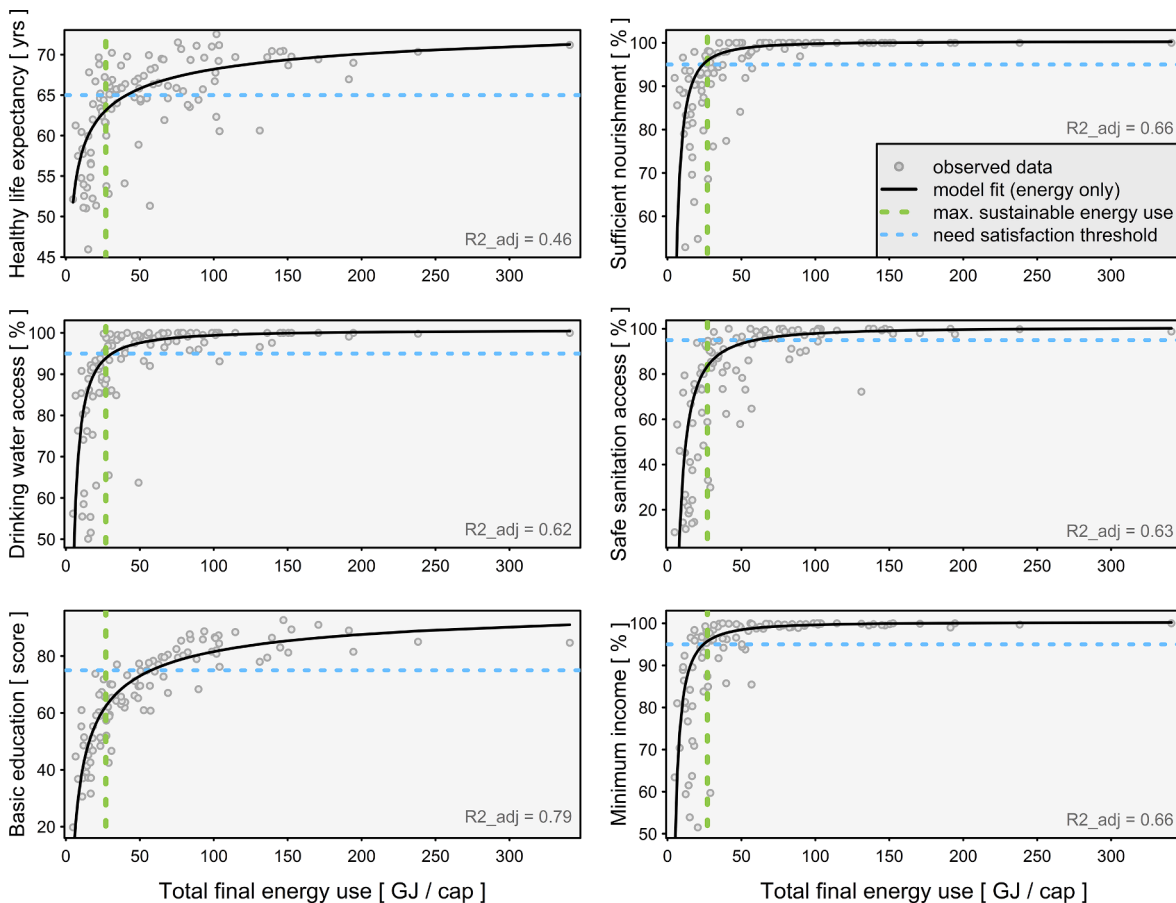 Healthy life expectancy [ yrs ]
70
65
60
55
50
45
R2_adj = 0.46
0 50 100 150 200 250 300
Sufficient nourishment [ % ]
100
90
80
70
60
R2_adj = 0.66
observed data
model fit (energy only)
max. sustainable energy use
need satisfaction threshold
0 50 100 150 200 250 300
Drinking water access [ % ]
100
90
80
70
60
50
R2_adj = 0.62
0 50 100 150 200 250 300
Safe sanitation access [ % ]
100
80
60
40
20
R2_adj = 0.63
0 50 100 150 200 250 300
Basic education [ score ]
80
60
40
20
R2_adj = 0.79
0 50 100 150 200 250 300
Total final energy use [ GJ / cap ]
Minimum income [ % ]
100
90
80
70
60
50
R2_adj = 0.66
0 50 100 150 200 250 300
Total final energy use [ GJ / cap ]